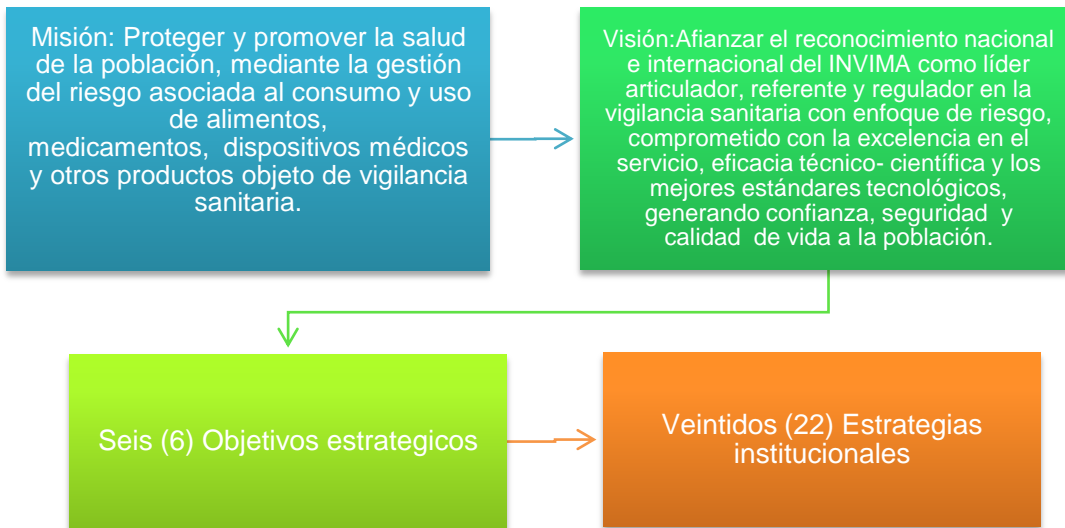 Misión: Proteger y promover la salud
de la población, mediante la gestión
del riesgo asociada al consumo y uso
de alimentos,
medicamentos, dispositivos médicos
y otros productos objeto de vigilancia
sanitaria.
Visión:Afianzar el reconocimiento nacional
e internacional del INVIMA como líder
articulador, referente y regulador en la
vigilancia sanitaria con enfoque de riesgo,
comprometido con la excelencia en el
servicio, eficacia técnico- científica y los
mejores estándares tecnológicos,
generando confianza, seguridad y
calidad de vida a la población.
Seis (6) Objetivos estrategicos
Veintidos (22) Estrategias
institucionales